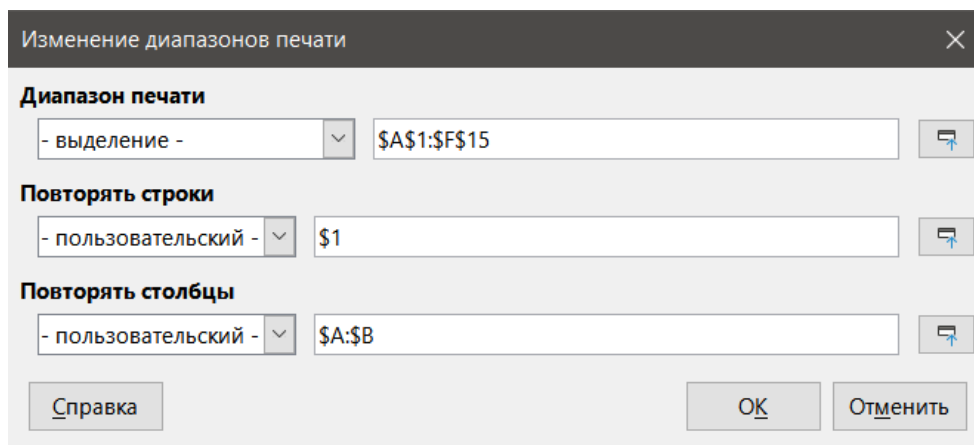 Изменение диапазонов печати
Диапазон печати
- выделение - $A$1:$F$15
Повторять строки
- пользовательский - $1
Повторять столбцы
- пользовательский - $A:$B
Справка OK Отменить